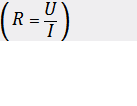 (R = U/I)